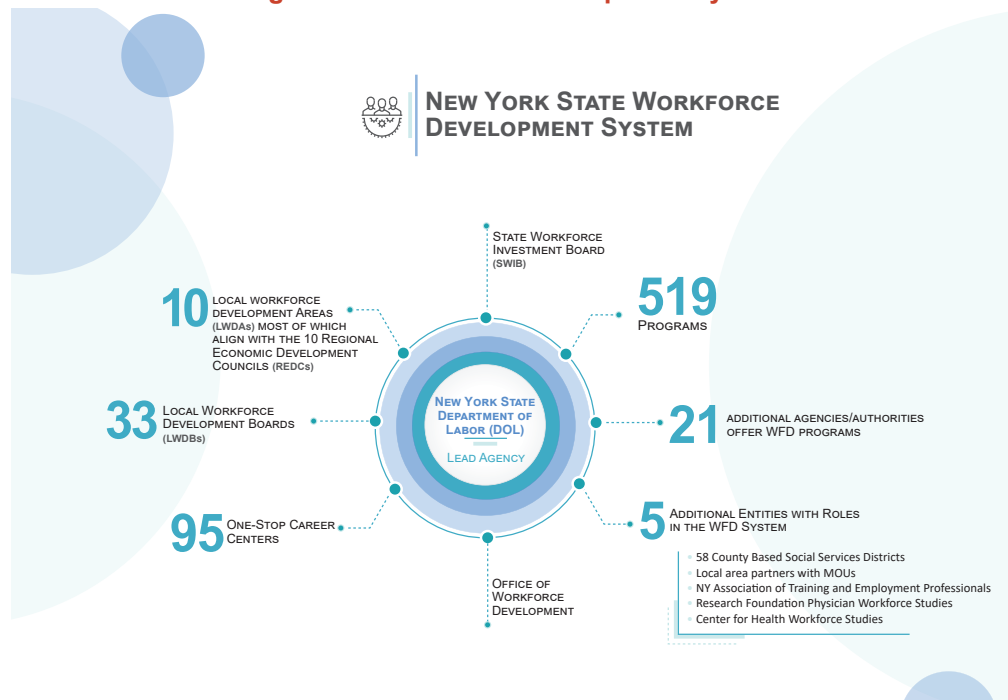 NEW YORK STATE WORKFORCE
DEVELOPMENT SYSTEM
STATE WORKFORCE
INVESTMENT BOARD
(SWIB)
10
LOCAL WORKFORCE
DEVELOPMENT AREAS
(LWDAs) MOST OF WHICH
ALIGN WITH THE 10 REGIONAL
ECONOMIC DEVELOPMENT
COUNCILS (REDCs)
519
PROGRAMS
33
LOCAL WORKFORCE
DEVELOPMENT BOARDS
(LWDBs)
NEW YORK STATE
DEPARTMENT OF
LABOR (DOL)
LEAD AGENCY
21
ADDITIONAL AGENCIES/AUTHORITIES
OFFER WFD PROGRAMS
95
ONE-STOP CAREER
CENTERS
5
ADDITIONAL ENTITIES WITH ROLES
IN THE WFD SYSTEM
58 County Based Social Services Districts
Local area partners with MOUs
NY Association of Training and Employment Professionals
Research Foundation Physician Workforce Studies
Center for Health Workforce Studies
OFFICE OF
WORKFORCE
DEVELOPMENT